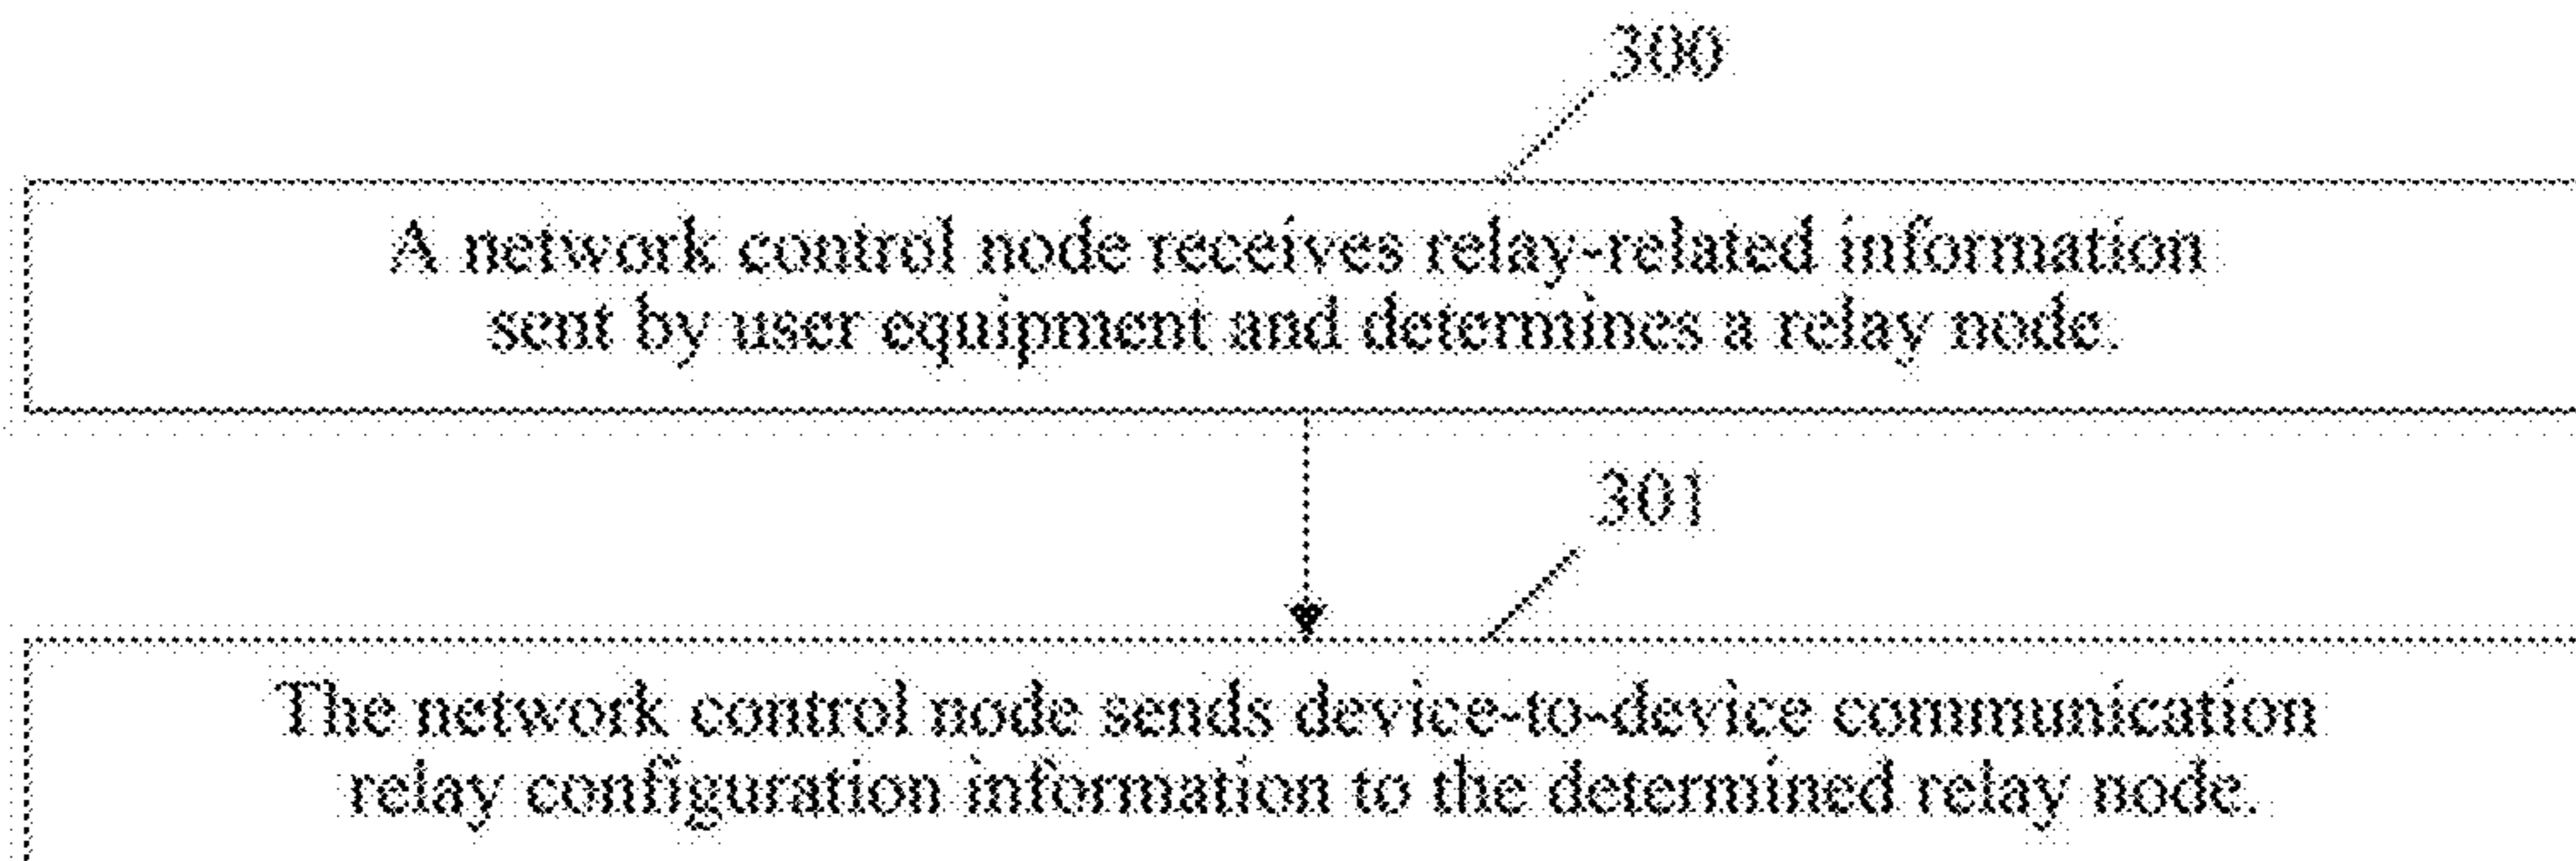 300
A network control node receives relay-related information
sent by user equipment and determines a relay node.
301
The network control node sends device-to-device communication
relay configuration information to the determined relay node.